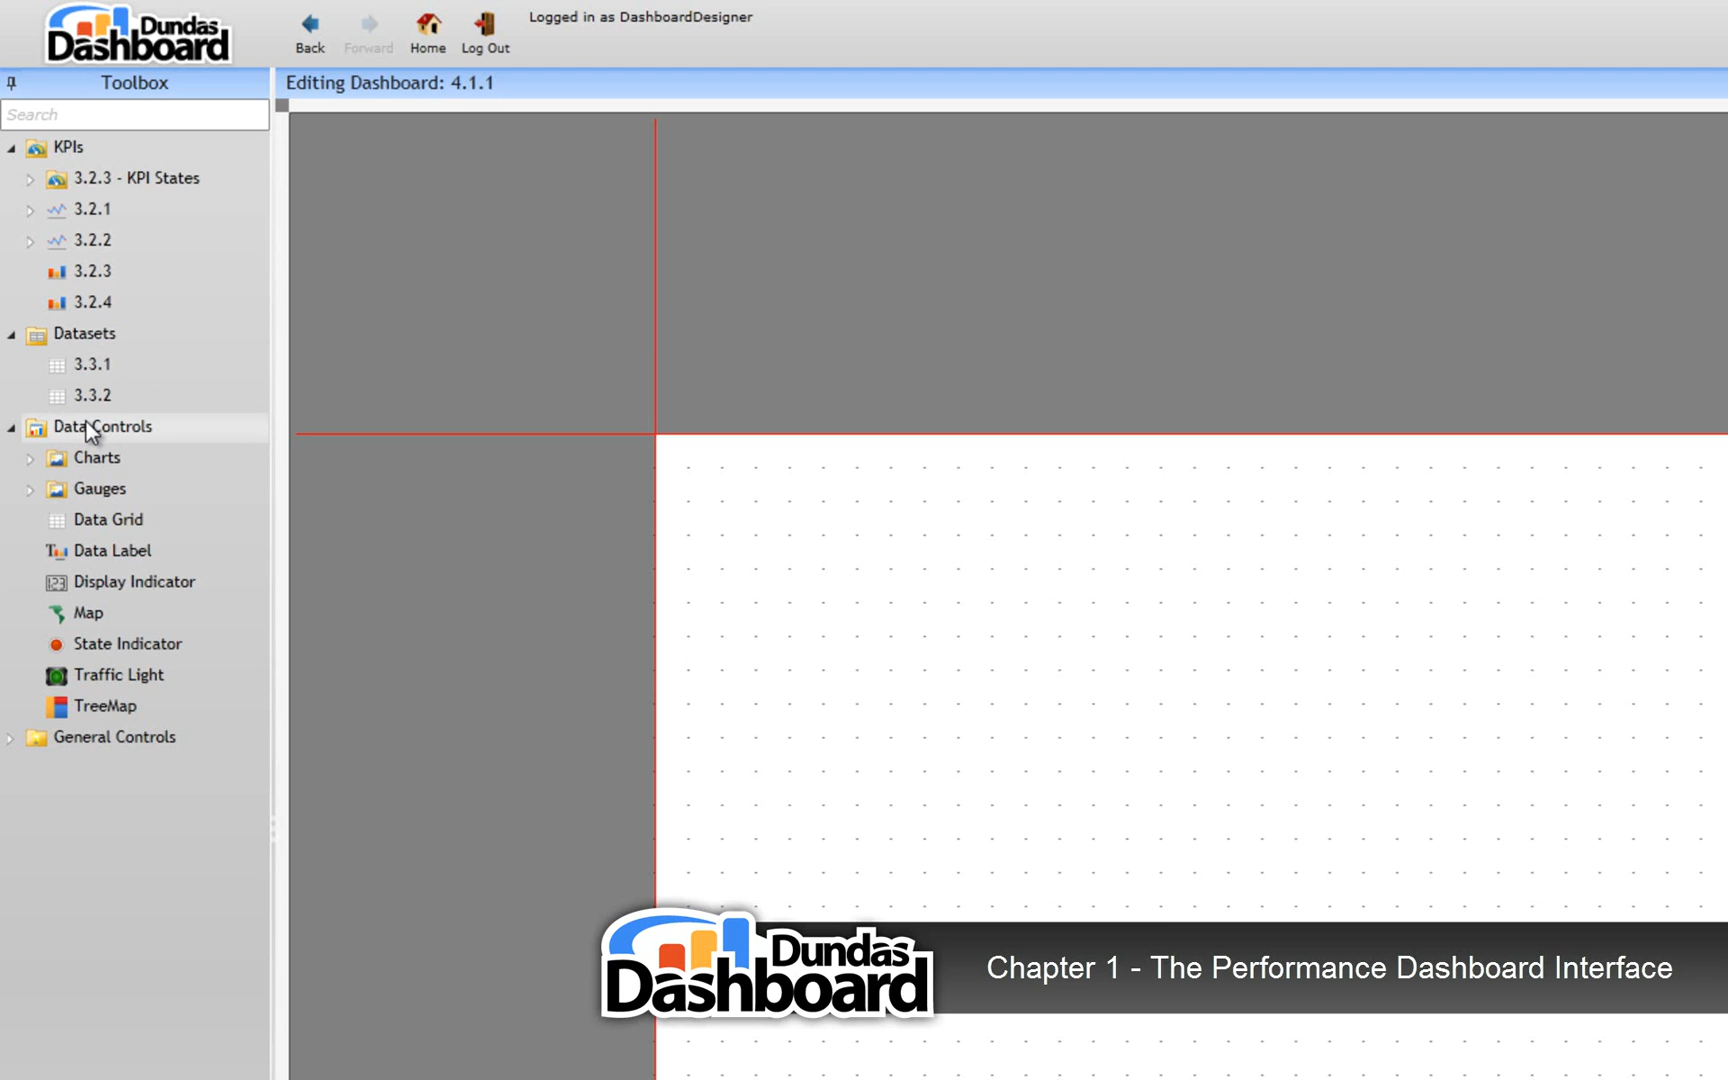 Dundas
Dashboard
Back
Forward
Home
Log Out
Logged in as DashboardDesigner
Toolbox
Editing Dashboard: 4.1.1
Search
KPIs
3.2.3 - KPI States
3.2.1
3.2.2
3.2.3
3.2.4
Datasets
3.3.1
3.3.2
Data Controls
Charts
Gauges
Data Grid
Data Label
Display Indicator
Map
State Indicator
Traffic Light
TreeMap
General Controls
Dundas
Dashboard
Chapter 1 - The Performance Dashboard Interface